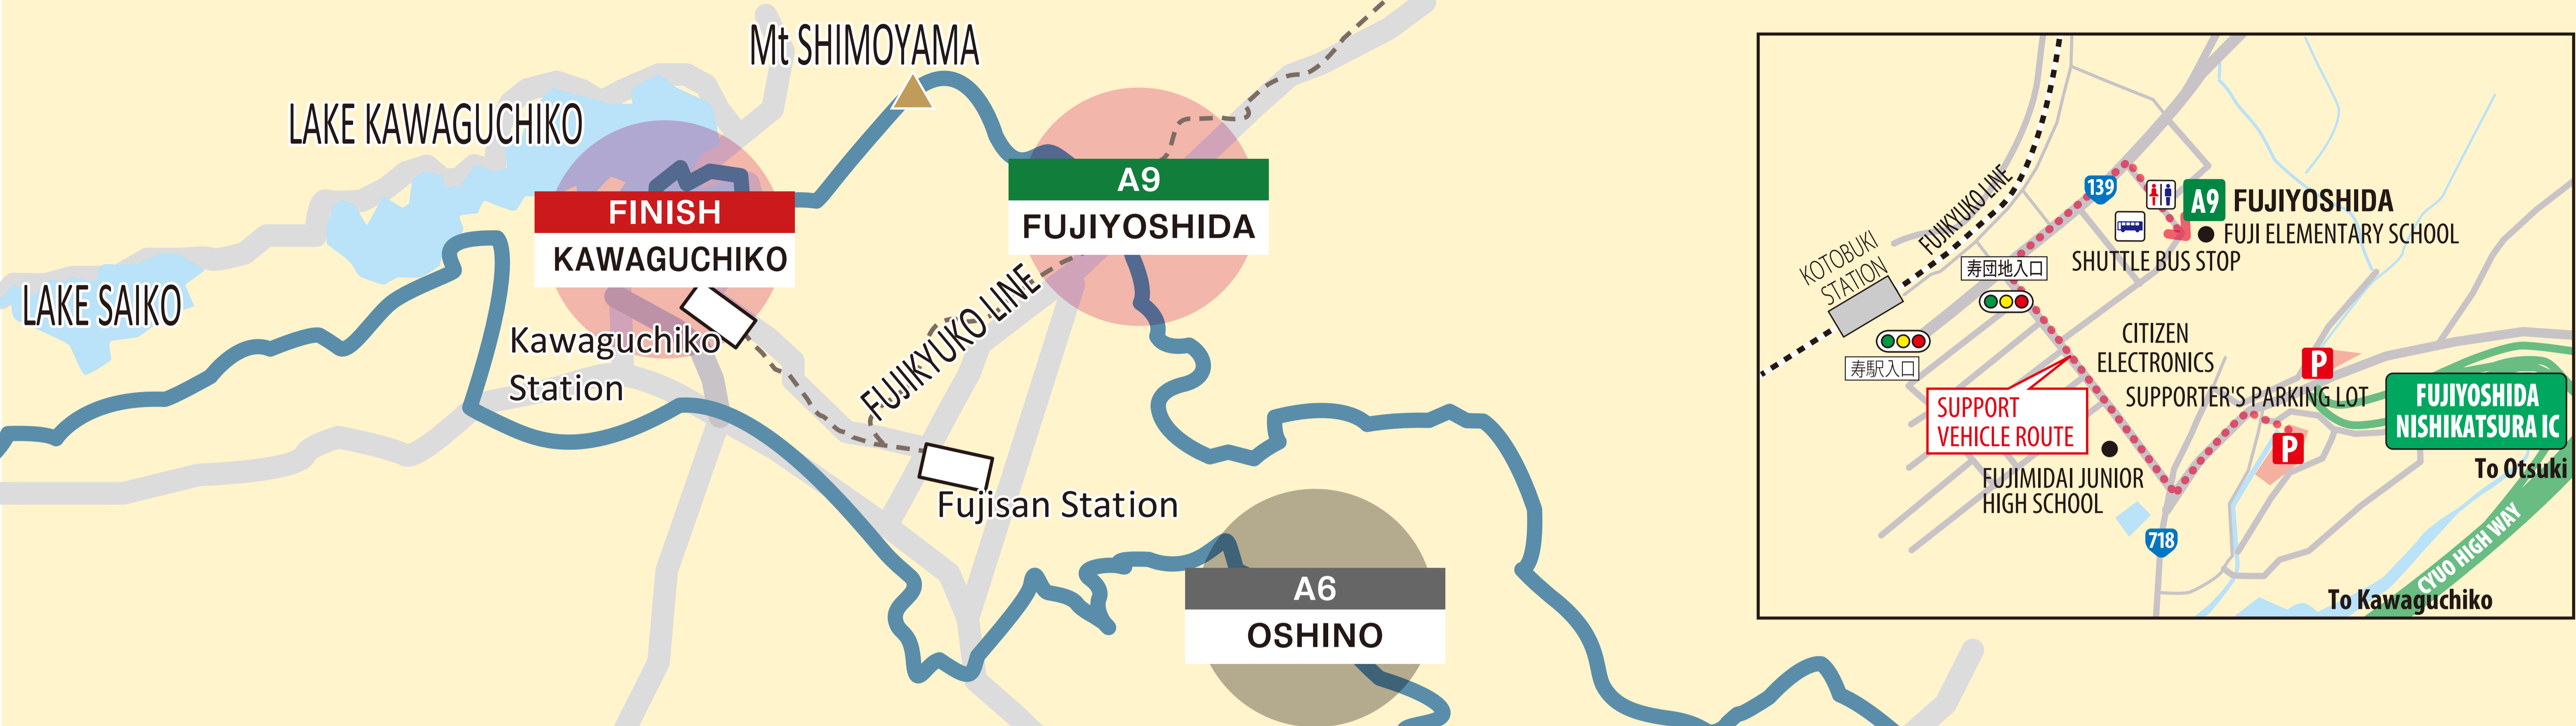 Mt SHIMOYAMA
LAKE KAWAGUCHIKO
LAKE SAIKO
FINISH
KAWAGUCHIKO
Kawaguchiko
Station
A9
FUJIYOSHIDA
FUJIKYUKO LINE
Fujisan Station
A6
OSHINO
FUJIKYUKO LINE
KOTOBUKI
STATION
139
A9 FUJIYOSHIDA
FUJI ELEMENTARY SCHOOL
SHUTTLE BUS STOP
寿団地入口
寿駅入口
CITIZEN
ELECTRONICS
P
SUPPORTER'S PARKING LOT
SUPPORT
VEHICLE ROUTE
P
FUJIYOSHIDA
NISHIKATSURA IC
To Otsuki
FUJIMIDAI JUNIOR
HIGH SCHOOL
718
CYUO HIGH WAY
To Kawaguchiko